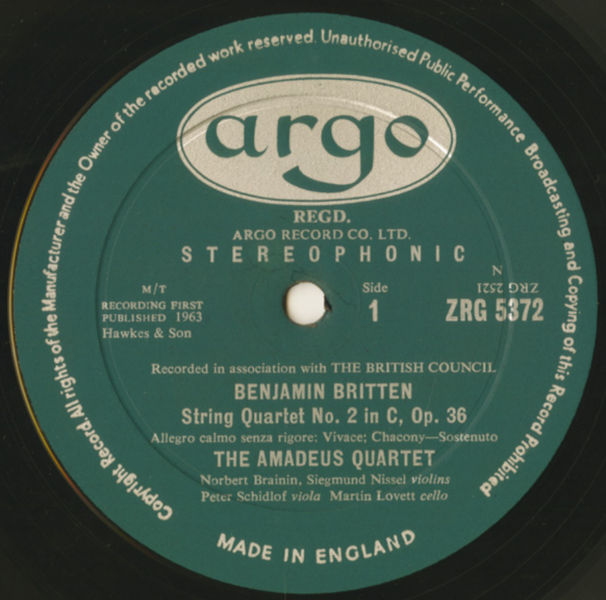 Copyright Record. All rights of the Manufacturer and the Owner of the recorded work reserved. Unauthorised Public Performance Broadcasting and Copying of this Record Prohibited
argo
REGD.
ARGO RECORD CO. LTD.
STEREOPHONIC
M/T
RECORDING FIRST
PUBLISHED 1963
Hawkes & Son
Side
1
N
ZRG 2521
ZRG 5372
Recorded in association with THE BRITISH COUNCIL
BENJAMIN BRITTEN
String Quartet No. 2 in C, Op. 36
Allegro calmo senza rigore: Vivace; Chacony—Sostenuto
THE AMADEUS QUARTET
Norbert Brainin, Siegmund Nissel violins
Peter Schidlof viola Martin Lovett cello
MADE IN ENGLAND